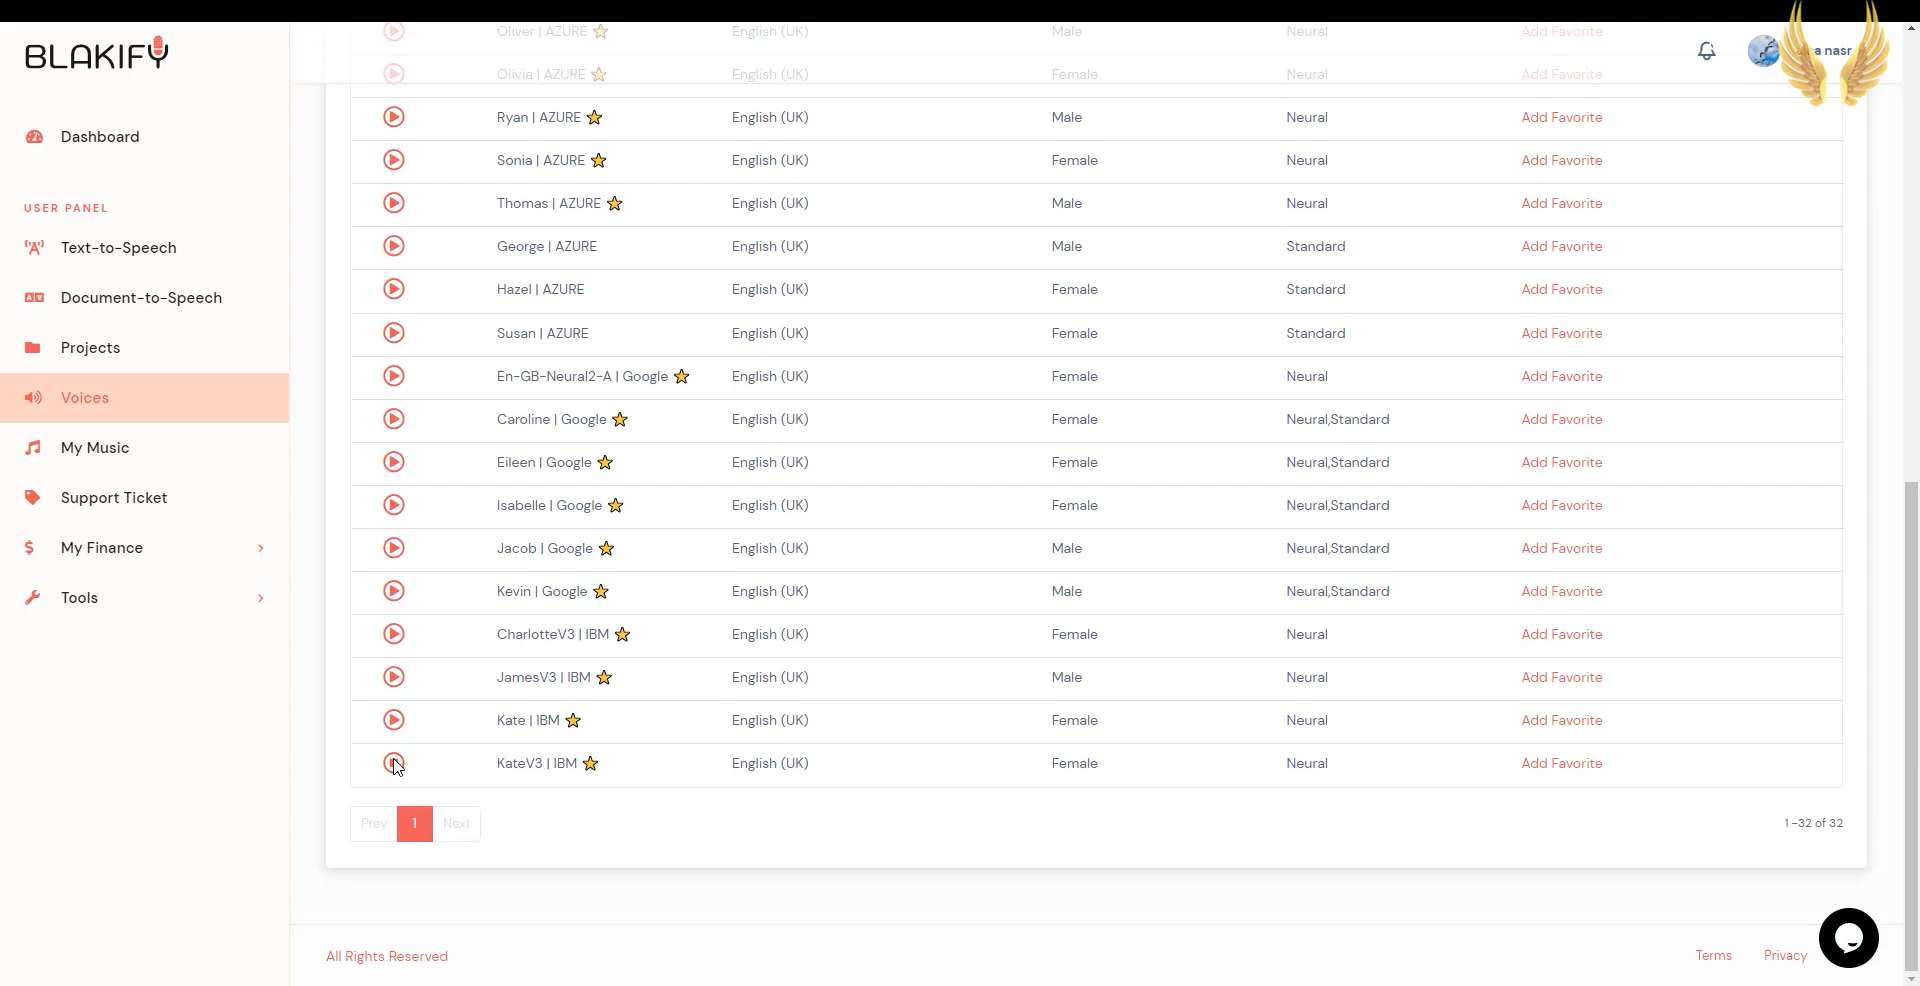 BLAKIFY
Dashboard
USER PANEL
Text-to-Speech
Document-to-Speech
Projects
Voices
My Music
Support Ticket
My Finance
Tools
a nasr
Oliver | AZURE English (UK) Male Neural Add Favorite
Olivia | AZURE English (UK) Female Neural Add Favorite
Ryan | AZURE English (UK) Male Neural Add Favorite
Sonia | AZURE English (UK) Female Neural Add Favorite
Thomas | AZURE English (UK) Male Neural Add Favorite
George | AZURE English (UK) Male Standard Add Favorite
Hazel | AZURE English (UK) Female Standard Add Favorite
Susan | AZURE English (UK) Female Standard Add Favorite
En-GB-Neural2-A | Google English (UK) Female Neural Add Favorite
Caroline | Google English (UK) Female Neural,Standard Add Favorite
Eileen | Google English (UK) Female Neural,Standard Add Favorite
Isabelle | Google English (UK) Female Neural,Standard Add Favorite
Jacob | Google English (UK) Male Neural,Standard Add Favorite
Kevin | Google English (UK) Male Neural,Standard Add Favorite
CharlotteV3 | IBM English (UK) Female Neural Add Favorite
JamesV3 | IBM English (UK) Male Neural Add Favorite
Kate | IBM English (UK) Female Neural Add Favorite
KateV3 | IBM English (UK) Female Neural Add Favorite
Prev 1 Next 1 -32 of 32
All Rights Reserved Terms Privacy